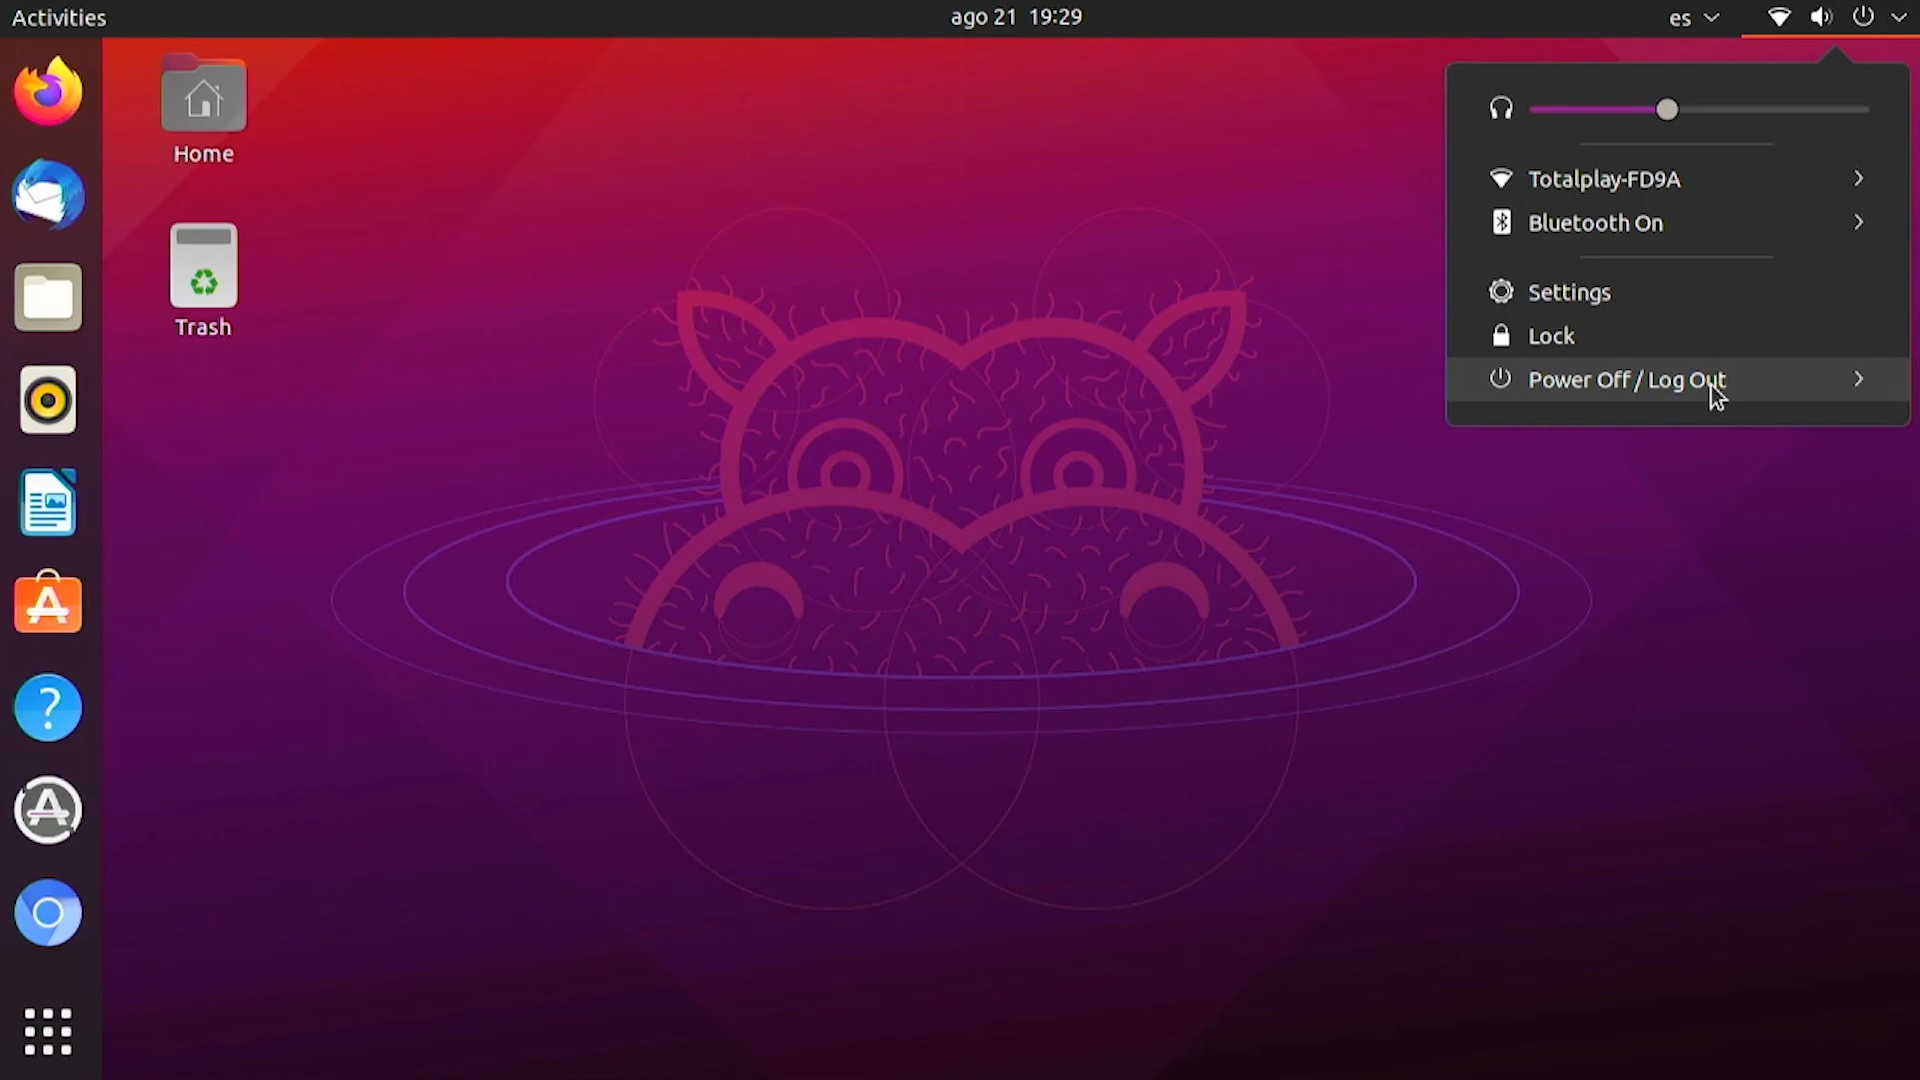 Activities
ago 21 19:29
es
Home
Trash
Totalplay-FD9A
Bluetooth On
Settings
Lock
Power Off / Log Out